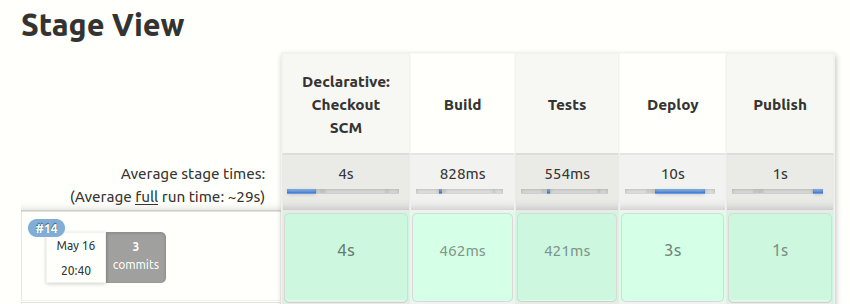 Stage View
Declarative:
Checkout
SCM
Build
Tests
Deploy
Publish
Average stage times:
(Average full run time: ~29s)
4s
828ms
554ms
10s
1s
#14
May 16
20:40
3
commits
4s
462ms
421ms
3s
1s